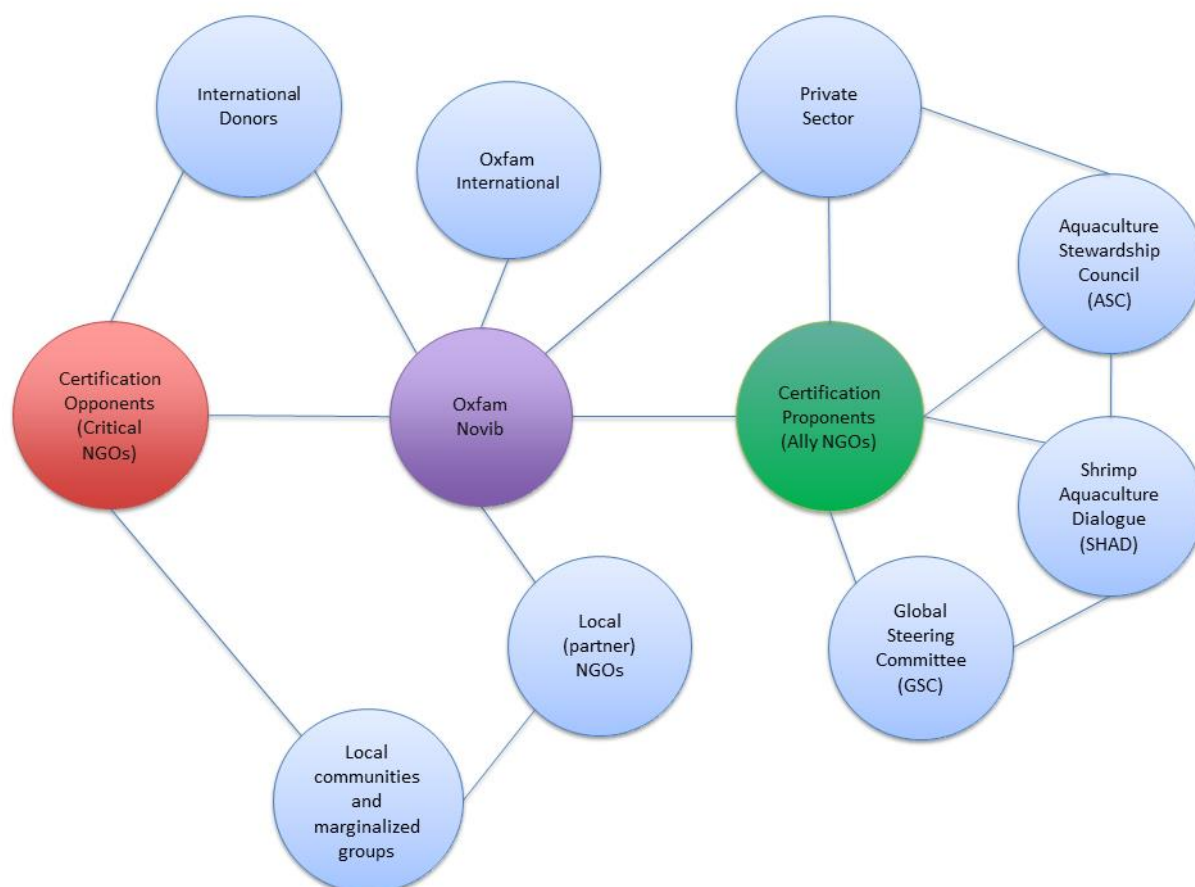 International
Donors
Oxfam
International
Private
Sector
Aquaculture
Stewardship
Council
(ASC)
Certification
Opponents
(Critical
NGOs)
Oxfam
Novib
Certification
Proponents
(Ally NGOs)
Shrimp
Aquaculture
Dialogue
(SHAD)
Local
(partner)
NGOs
Global
Steering
Committee
(GSC)
Local
communities
and
marginalized
groups